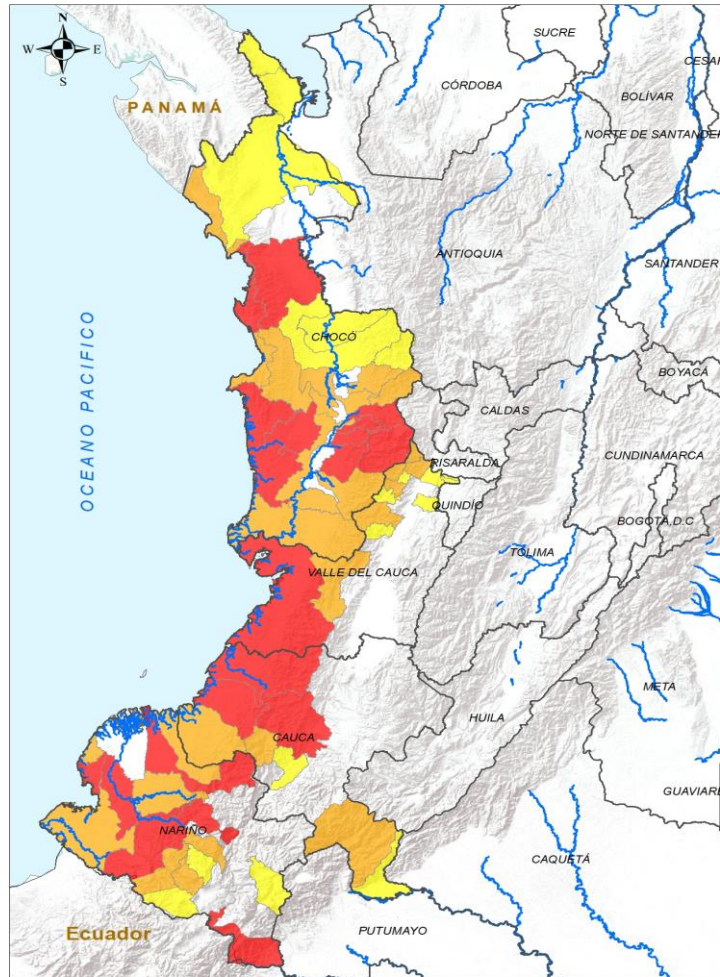 N
W E
S
SUCRE
CESAR
CÓRDOBA
BOLÍVAR
PANAMÁ
NORTE DE SANTANDER
ANTIOQUIA
SANTANDER
OCEANO PACIFICO
CHOCÓ
BOYACÁ
CALDAS
CUNDINAMARCA
RISARALDA
QUINDÍO
BOGOTÁ,D.C
TOLIMA
VALLE DEL CAUCA
META
HUILA
CAUCA
GUAVIARE
NARIÑO
CAQUETÁ
Ecuador
PUTUMAYO